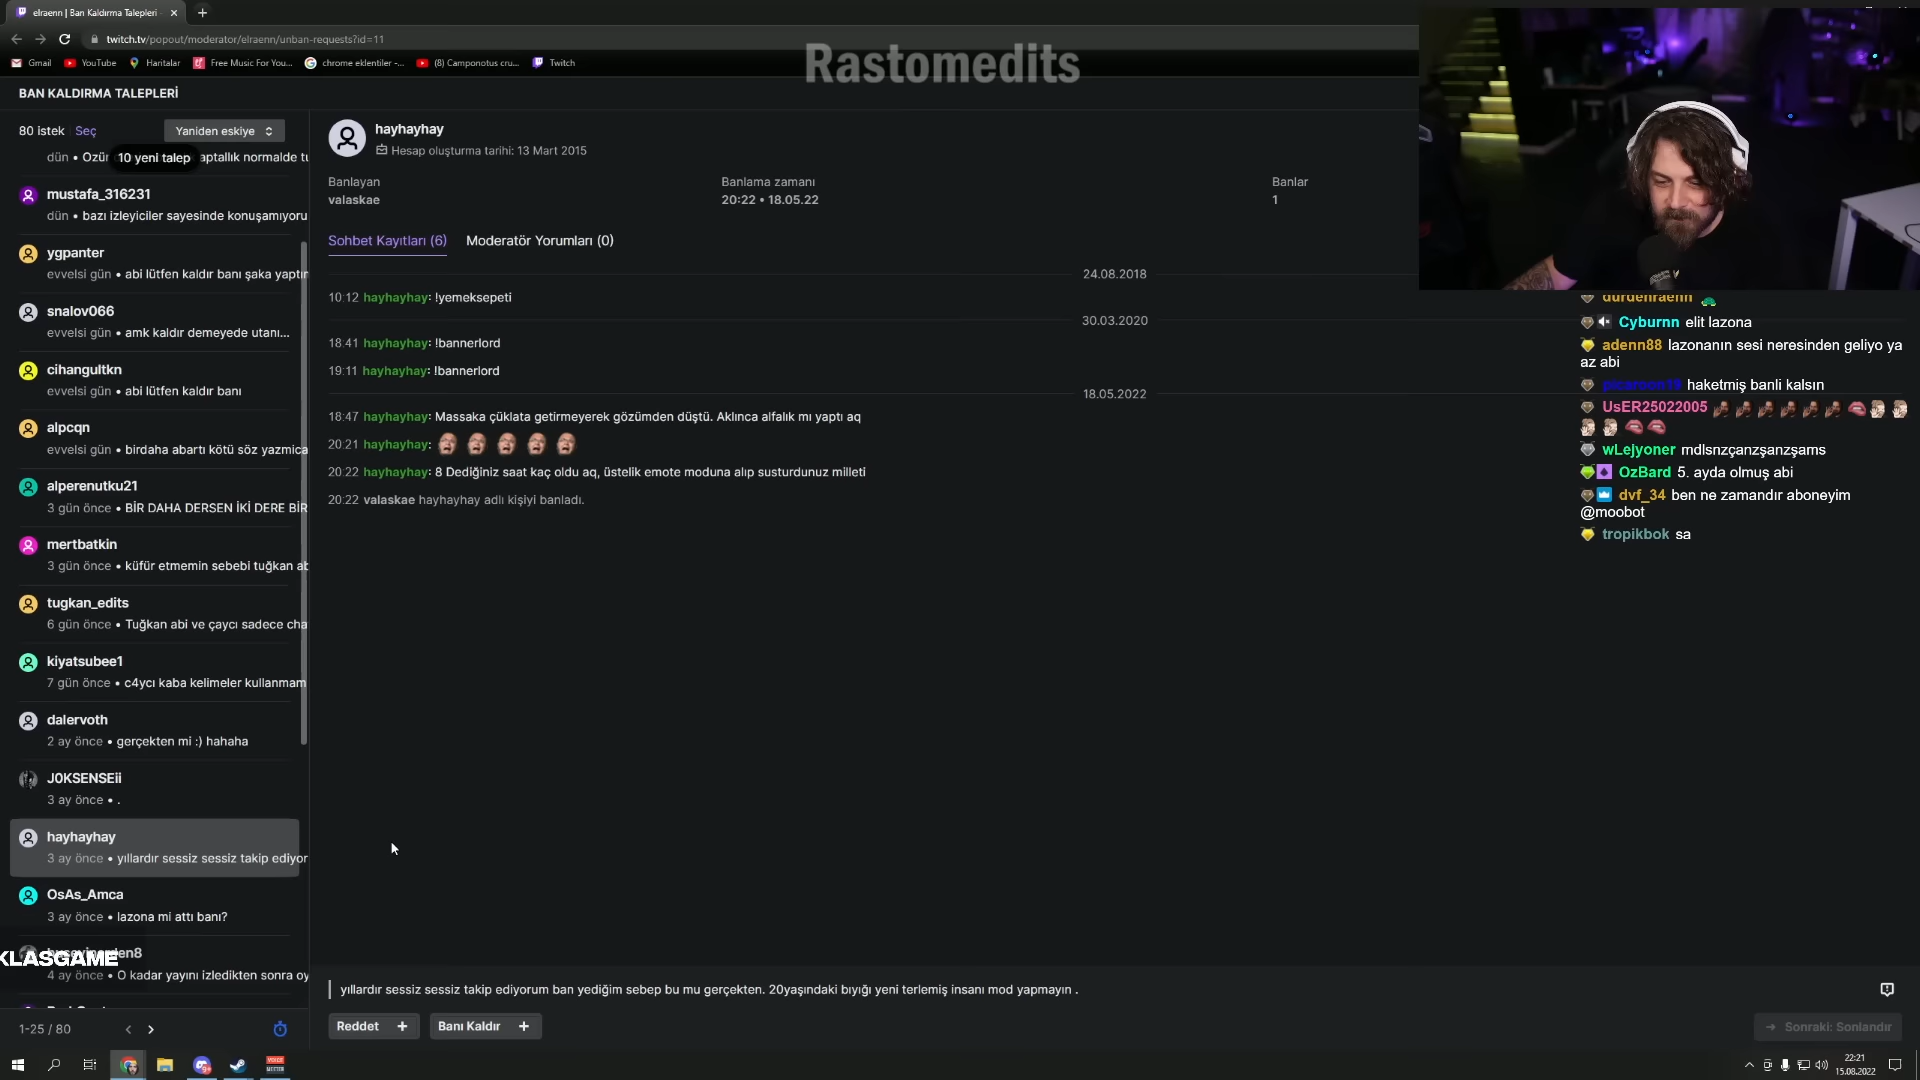 elraenn | Ban Kaldırma Talepleri
twitch.tv/popout/moderator/elraenn/unban-requests?id=11
Gmail
YouTube
Haritalar
Free Music For You...
chrome eklentiler -...
(8) Camponotus cru...
Twitch
Rastomedits
BAN KALDIRMA TALEPLERİ
80 istek
Seç
Yaniden eskiye
10 yeni talep
mustafa_316231
dün • bazı izleyiciler sayesinde konuşamıyoru
ygpanter
evvelsi gün • abi lütfen kaldır banı şaka yaptır
snalov066
evvelsi gün • amk kaldır demeyede utanı...
cihangultkn
evvelsi gün • abi lütfen kaldır banı
alpcqn
evvelsi gün • birdaha abartı kötü söz yazmica
alperenutku21
3 gün önce • BİR DAHA DERSEN İKİ DERE BİR
mertbatkin
3 gün önce • küfür etmemin sebebi tuğkan ab
tugkan_edits
6 gün önce • Tuğkan abi ve çaycı sadece cha
kiyatsubee1
7 gün önce • c4ycı kaba kelimeler kullanmam
dalervoth
2 ay önce • gerçekten mi :) hahaha
J0KSENSEii
3 ay önce • .
hayhayhay
3 ay önce • yıllardır sessiz sessiz takip ediyor
OsAs_Amca
3 ay önce • lazona mi attı banı?
KLASGAME
4 ay önce • O kadar yayını izledikten sonra oy
1-25 / 80
hayhayhay
Hesap oluşturma tarihi: 13 Mart 2015
Banlayan
valaskae
Banlama zamanı
20:22 • 18.05.22
Banlar
1
Sohbet Kayıtları (6)
Moderatör Yorumları (0)
24.08.2018
10:12 hayhayhay: !yemeksepeti
30.03.2020
18:41 hayhayhay: !bannerlord
19:11 hayhayhay: !bannerlord
18.05.2022
18:47 hayhayhay: Massaka çüklata getirmeyerek gözümden düştü. Aklınca alfalık mı yaptı aq
20:21 hayhayhay:
20:22 hayhayhay: 8 Dediğiniz saat kaç oldu aq, üstelik emote moduna alıp susturdunuz milleti
20:22 valaskae hayhayhay adlı kişiyi banladı.
yıllardır sessiz sessiz takip ediyorum ban yediğim sebep bu mu gerçekten. 20yaşındaki bıyığı yeni terlemiş insanı mod yapmayın .
Reddet
Banı Kaldır
Sonraki: Sonlandır
durdenraenn
Cyburnn elit lazona
adenn88 lazonanın sesi neresinden geliyo ya
az abi
haketmiş banli kalsın
UsER25022005
wLejyoner mdlsnzçanzşanzşams
OzBard 5. ayda olmuş abi
dvf_34 ben ne zamandır aboneyim
@moobot
tropikbok sa
22:21
15.08.2022